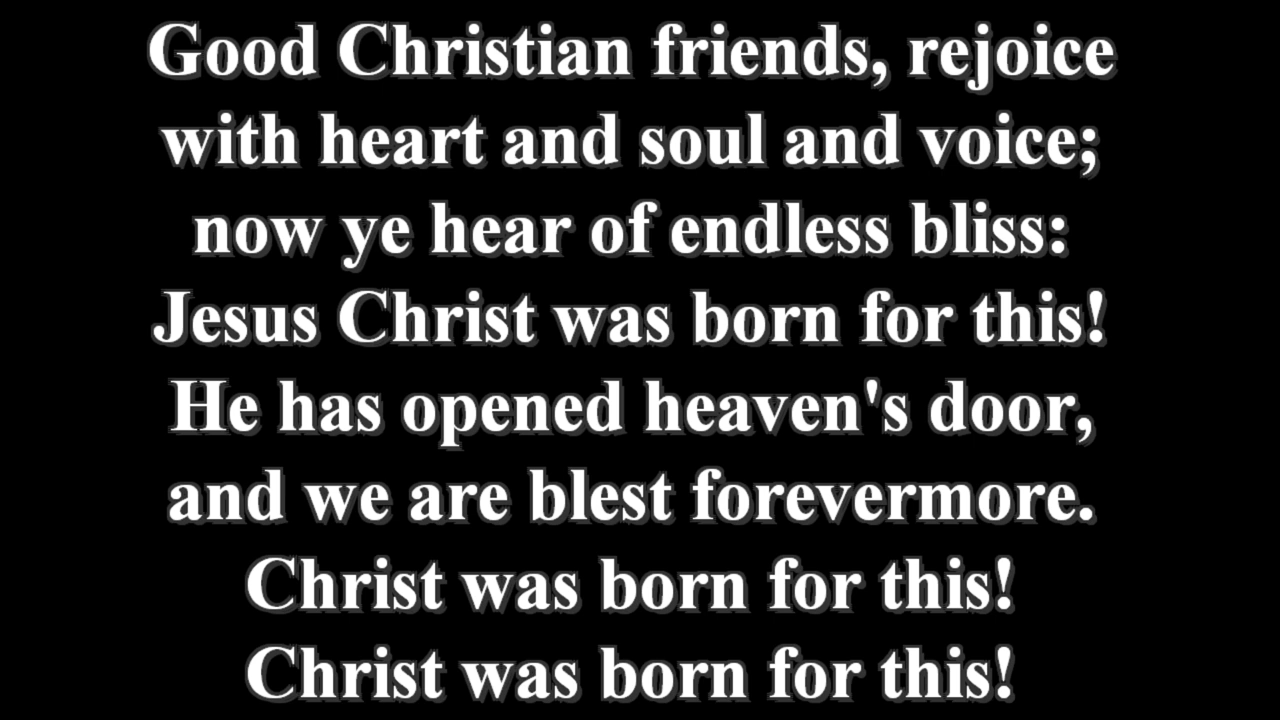 Good Christian friends, rejoice
with heart and soul and voice;
now ye hear of endless bliss:
Jesus Christ was born for this!
He has opened heaven's door,
and we are blest forevermore.
Christ was born for this!
Christ was born for this!